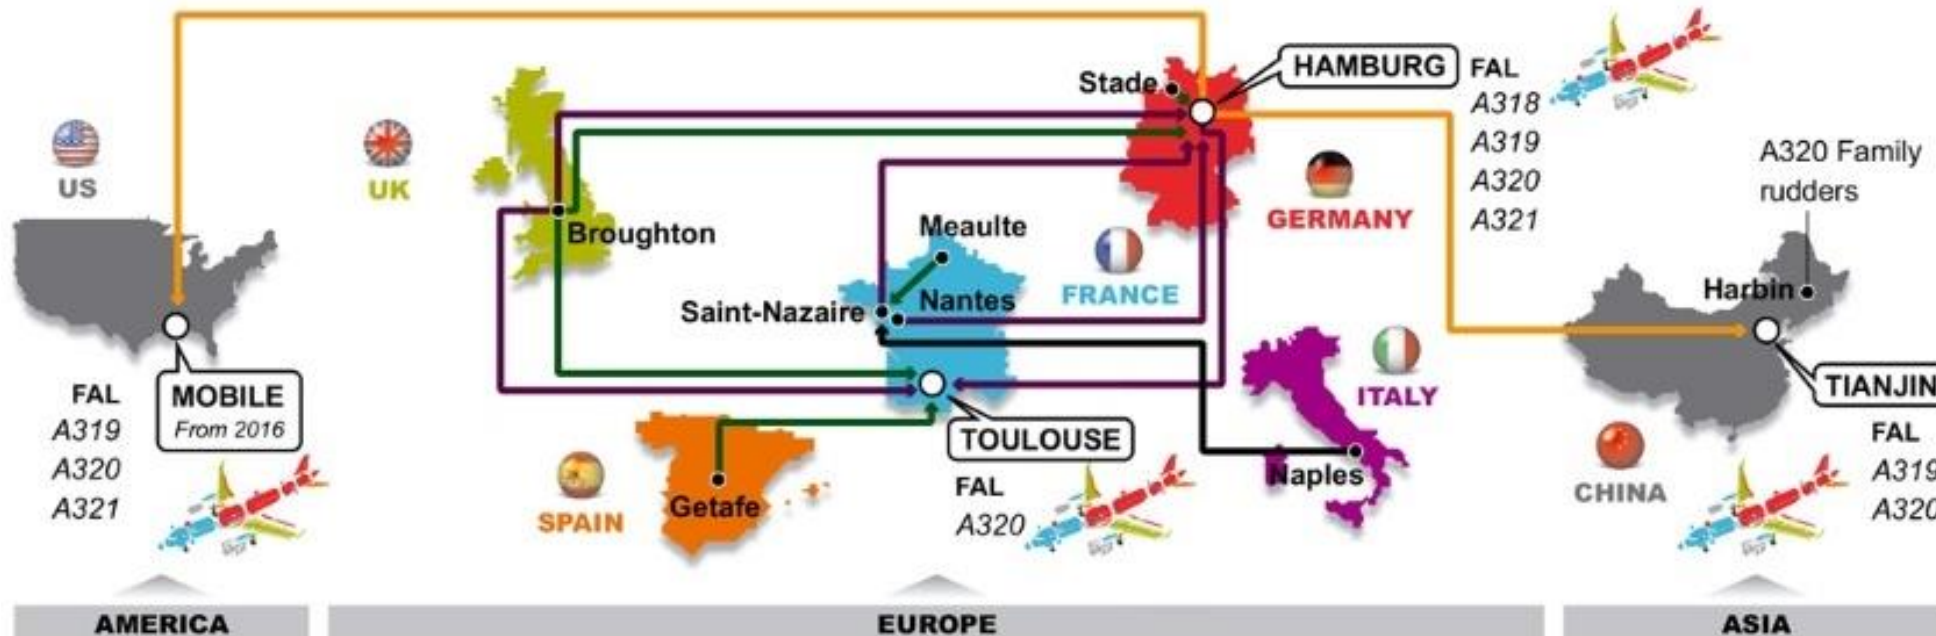 US
FAL
A319
A320
A321
MOBILE
From 2016
UK
Broughton
Stade
HAMBURG
FAL
A318
A319
A320
A321
GERMANY
Meaulte
FRANCE
Saint-Nazaire
Nantes
TOULOUSE
FAL
A320
SPAIN
Getafe
ITALY
Naples
A320 Family
rudders
Harbin
TIANJIN
FAL
A319
A320
CHINA
AMERICA
EUROPE
ASIA